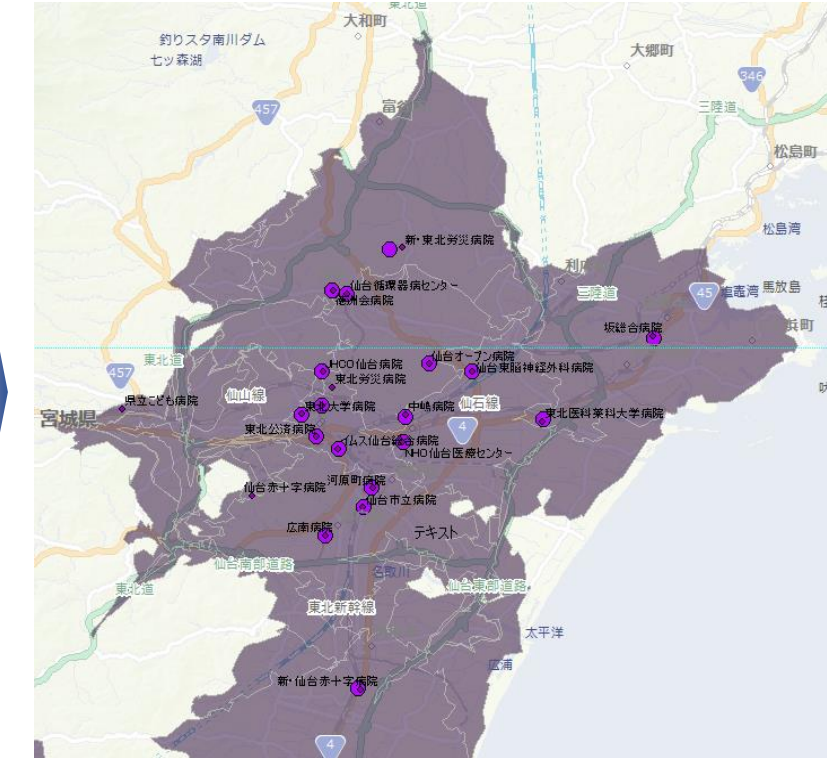 東北道
大和町
釣りスタ南川ダム
七ッ森湖
大郷町
346
457
富谷
三陸道
松島町
松島湾
新・東北労災病院
利府
仙台循環器病センター
徳洲会病院
三陸道
45
塩竈湾
馬放島
坂総合病院
浜町
東北道
457
JHCO仙台病院
仙台オープン病院
仙台東脳神経外科病院
東北労災病院
県立こども病院
仙山線
東北大学病院
中嶋病院
仙石線
宮城県
東北公済病院
4
東北医科薬科大学病院
イムス仙台総合病院
NHO仙台医療センター
仙台赤十字病院
河原町病院
仙台市立病院
広南病院
テキスト
仙台南部道路
名取川
東北道
仙台東部道路
東北新幹線
太平洋
広浦
新・仙台赤十字病院
4